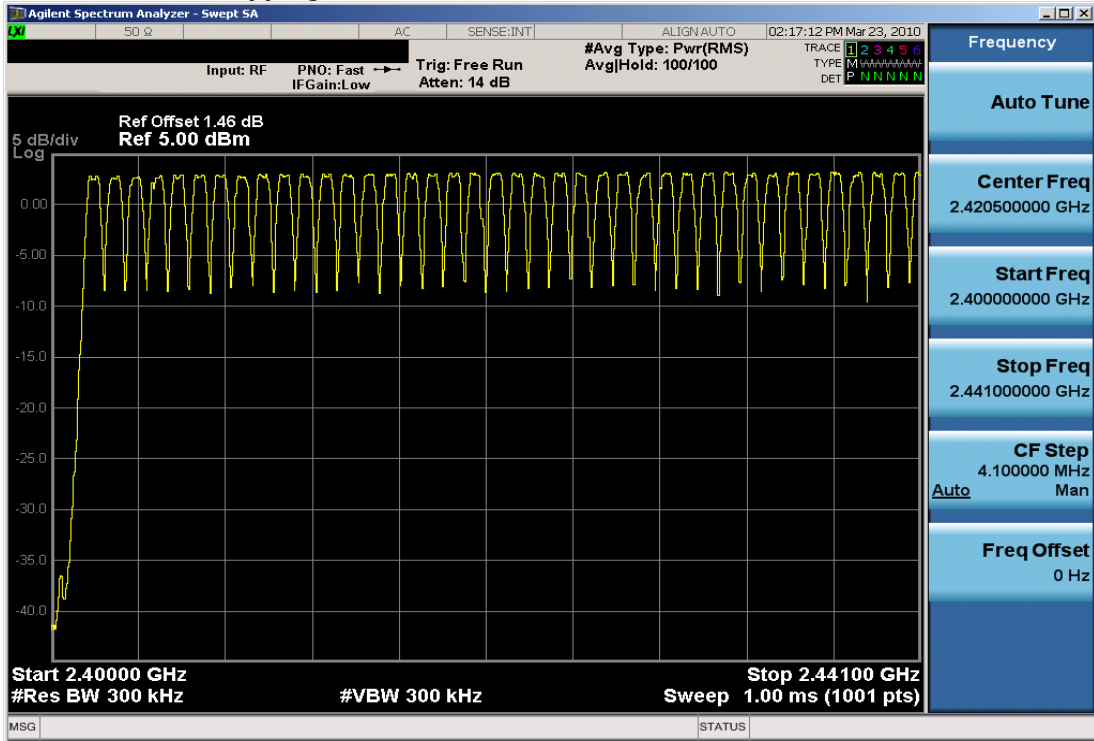 Agilent Spectrum Analyzer - Swept SA
LXI 50 Ω AC SENSE:INT ALIGN AUTO 02:17:12 PM Mar 23, 2010
Input: RF PNO: Fast Trig: Free Run #Avg Type: Pwr(RMS) TRACE 1 2 3 4 5 6
IFGain:Low Atten: 14 dB Avg|Hold: 100/100 TYPE M
DET P N N N N N
Ref Offset 1.46 dB
5 dB/div Ref 5.00 dBm
Log
0.00
-5.00
-10.0
-15.0
-20.0
-25.0
-30.0
-35.0
-40.0
Start 2.40000 GHz Stop 2.44100 GHz
#Res BW 300 kHz #VBW 300 kHz Sweep 1.00 ms (1001 pts)
MSG STATUS
Frequency
Auto Tune
Center Freq
2.420500000 GHz
Start Freq
2.400000000 GHz
Stop Freq
2.441000000 GHz
CF Step
4.100000 MHz
Auto Man
Freq Offset
0 Hz